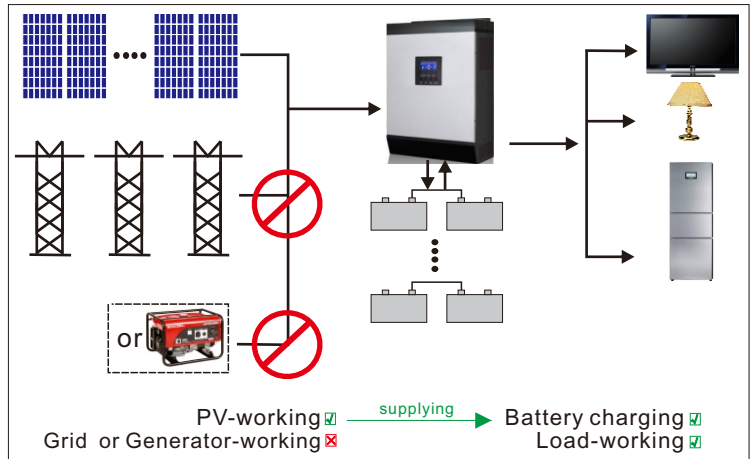 or
PV-working ☑ supplying Battery charging ☑
Grid or Generator-working ☒ Load-working ☑